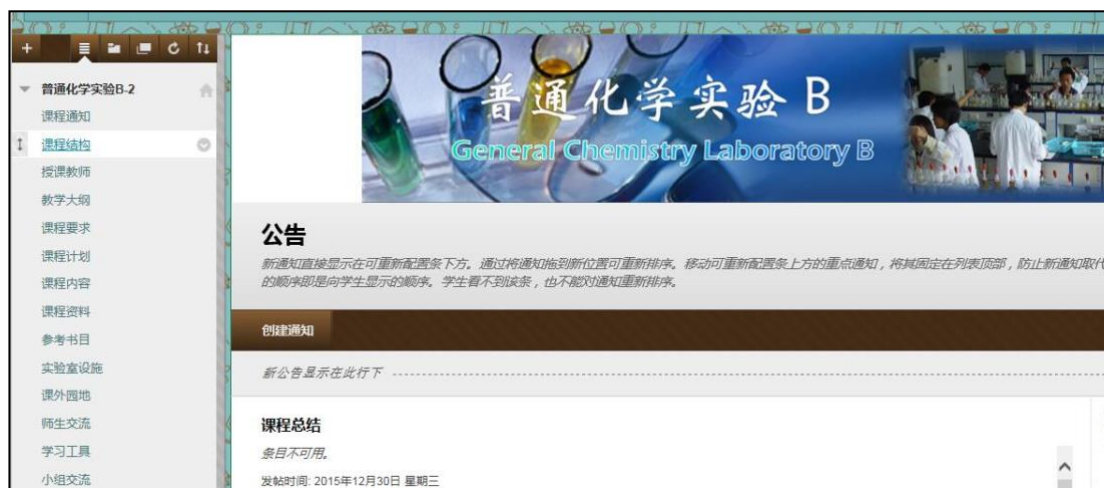 普通化学实验B-2
课程通知
课程结构
授课教师
教学大纲
课程要求
课程计划
课程内容
课程资料
参考书目
实验室设施
课外园地
师生交流
学习工具
小组交流
普通化学实验 B
General Chemistry Laboratory B
公告
新通知直接显示在可重新配置条下方。通过将通知拖到新位置可重新排序。移动可重新配置条上方的重点通知，将其固定在列表顶部，防止新通知取代
的顺序即是向学生显示的顺序。学生看不到该条，也不能对通知重新排序。
创建通知
新公告显示在此行下
课程总结
条目不可用。
发帖时间: 2015年12月30日 星期三